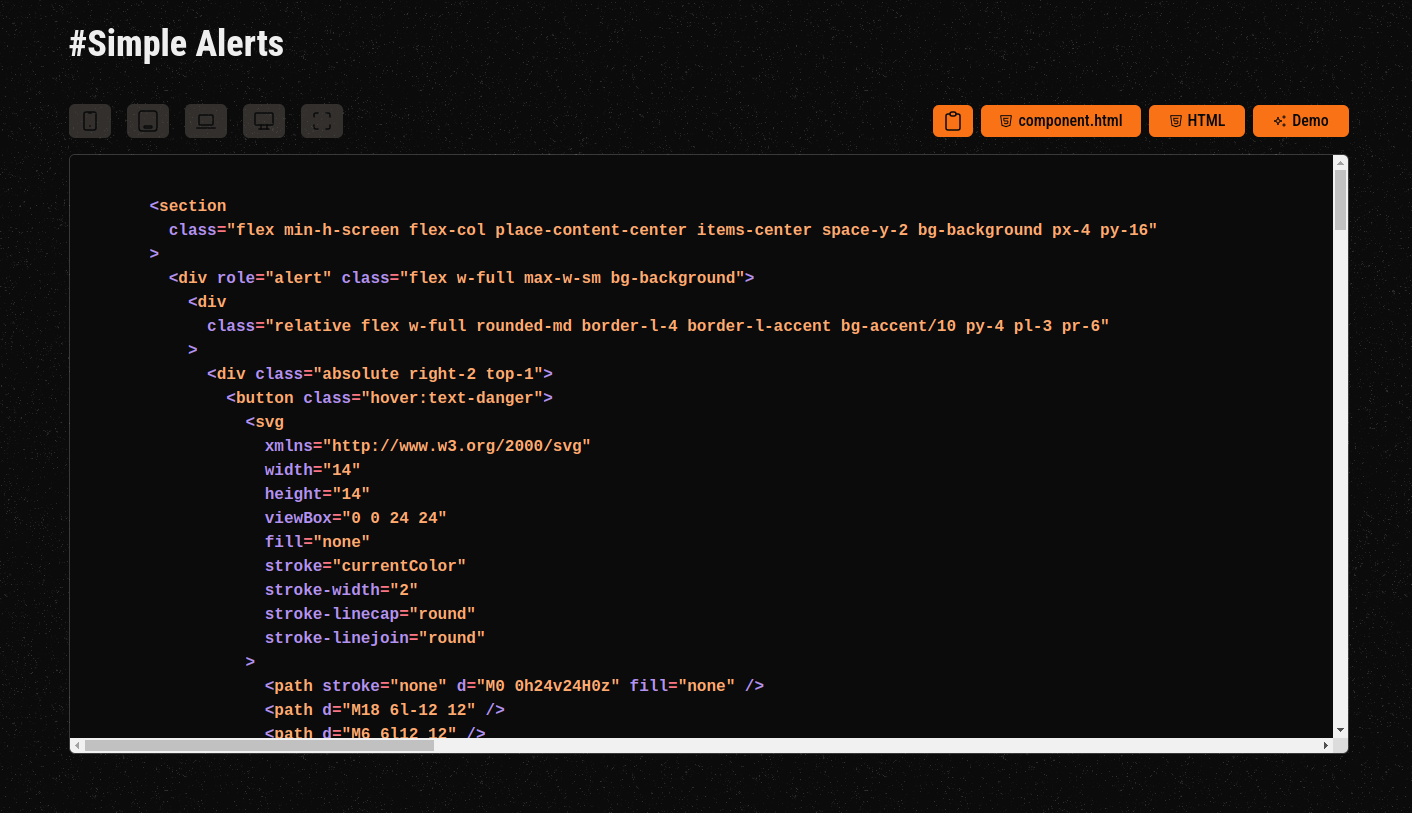 #Simple Alerts
component.html
HTML
Demo
<section
class="flex min-h-screen flex-col place-content-center items-center space-y-2 bg-background px-4 py-16"
>
<div role="alert" class="flex w-full max-w-sm bg-background">
<div
class="relative flex w-full rounded-md border-l-4 border-l-accent bg-accent/10 py-4 pl-3 pr-6"
>
<div class="absolute right-2 top-1">
<button class="hover:text-danger">
<svg
xmlns="http://www.w3.org/2000/svg"
width="14"
height="14"
viewBox="0 0 24 24"
fill="none"
stroke="currentColor"
stroke-width="2"
stroke-linecap="round"
stroke-linejoin="round"
>
<path stroke="none" d="M0 0h24v24H0z" fill="none" />
<path d="M18 6l-12 12" />
<path d="M6 6l12 12" />